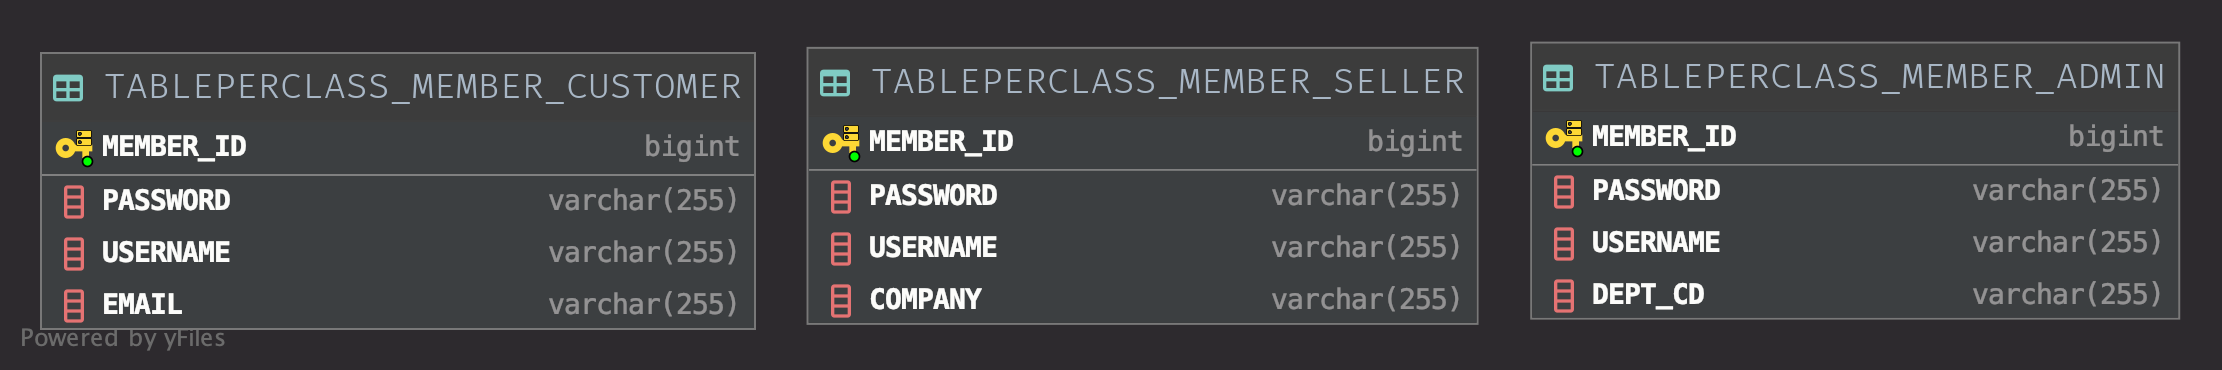 TABLEPERCLASS_MEMBER_CUSTOMER
MEMBER_ID bigint
PASSWORD varchar(255)
USERNAME varchar(255)
EMAIL varchar(255)
TABLEPERCLASS_MEMBER_SELLER
MEMBER_ID bigint
PASSWORD varchar(255)
USERNAME varchar(255)
COMPANY varchar(255)
TABLEPERCLASS_MEMBER_ADMIN
MEMBER_ID bigint
PASSWORD varchar(255)
USERNAME varchar(255)
DEPT_CD varchar(255)
Powered by yFiles